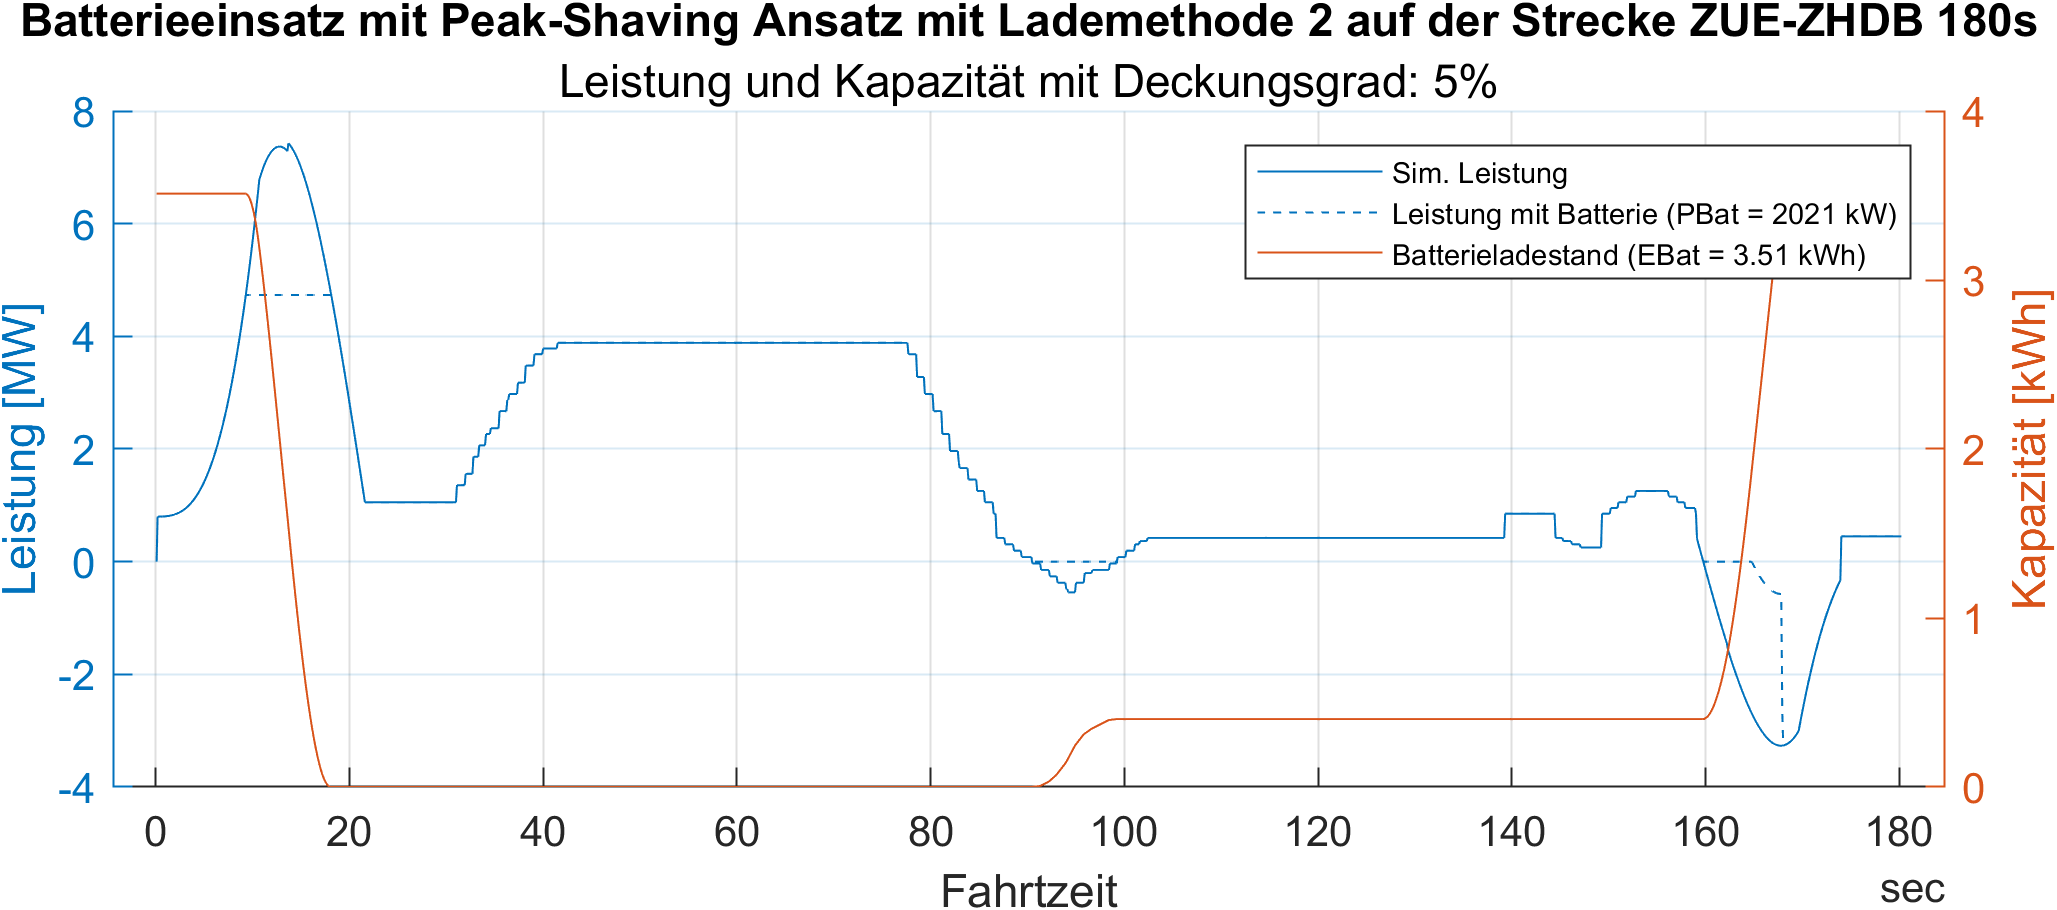 Batterieeinsatz mit Peak-Shaving Ansatz mit Lademethode 2 auf der Strecke ZUE-ZHDB 180s
Leistung und Kapazität mit Deckungsgrad: 5%
8
6
4
2
0
-2
-4
Leistung [MW]
Sim. Leistung
Leistung mit Batterie (PBat = 2021 kW)
Batterieladestand (EBat = 3.51 kWh)
4
3
2
1
0
Kapazität [kWh]
0 20 40 60 80 100 120 140 160 180
Fahrtzeit
sec